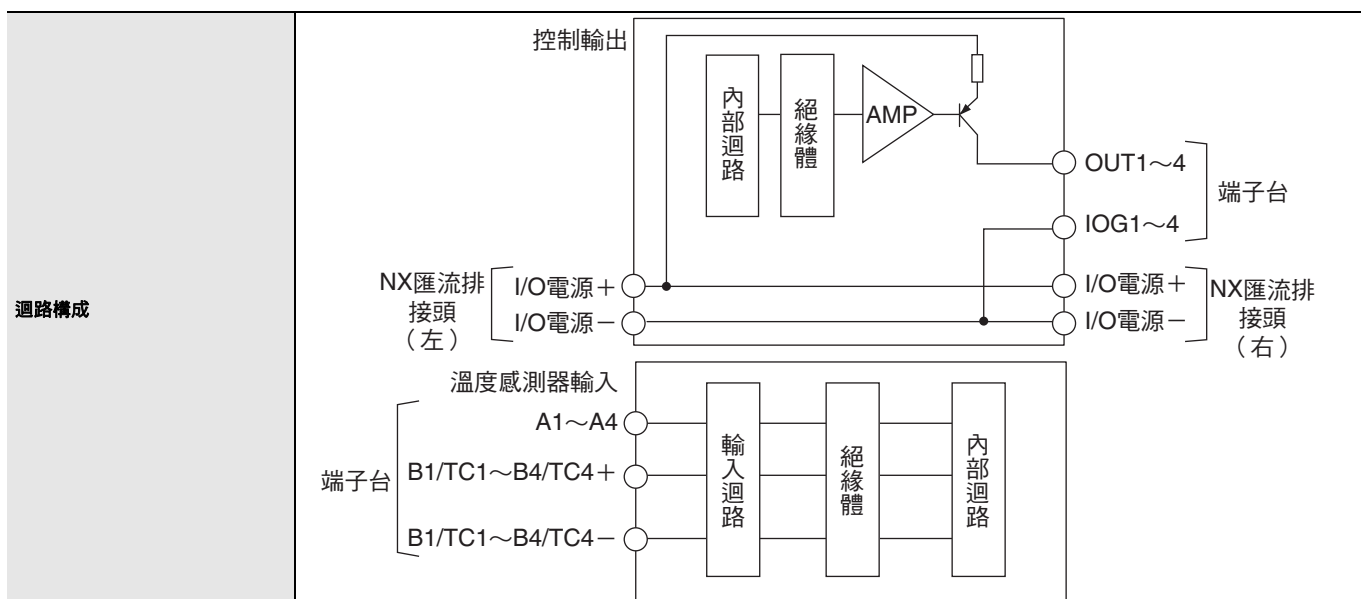 迴路構成
控制輸出
內部迴路
絕緣體
AMP
OUT1～4
IOG1～4
端子台
NX匯流排
接頭
（左）
I/O電源＋
I/O電源－
I/O電源＋
I/O電源－
NX匯流排
接頭
（右）
溫度感測器輸入
端子台
A1～A4
B1/TC1～B4/TC4＋
B1/TC1～B4/TC4－
輸入迴路
絕緣體
內部迴路